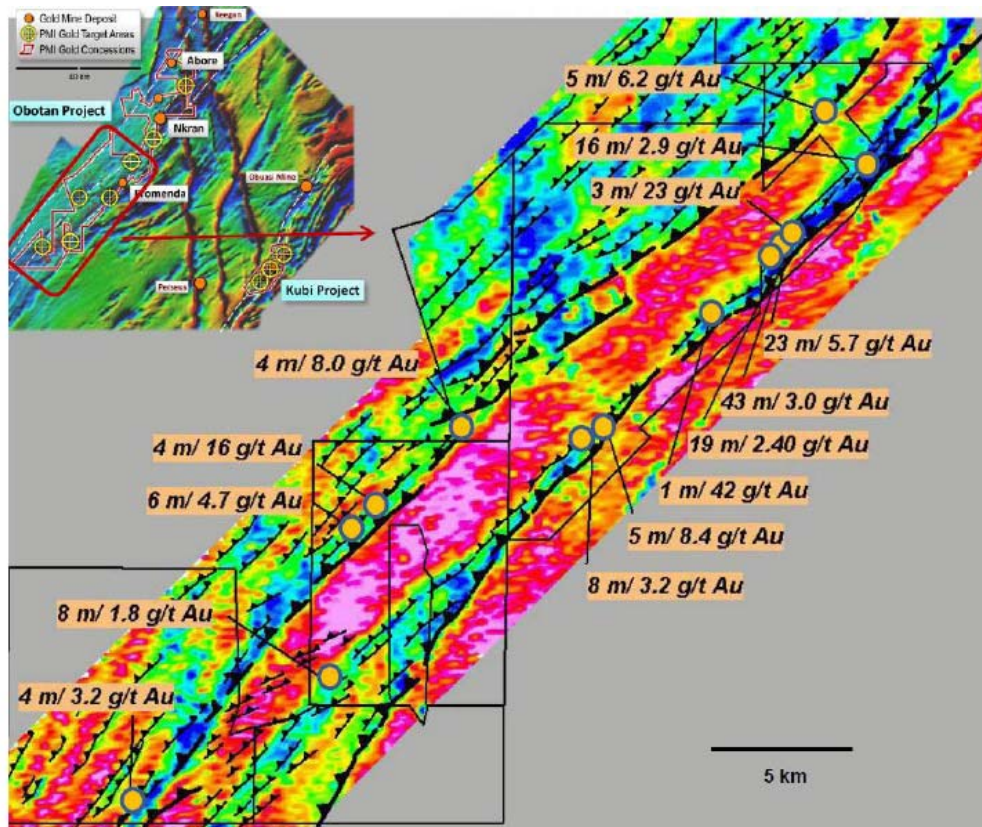 Gold Mine Deposit
PMI Gold Target Areas
PMI Gold Concessions
Keegan
Abore
Obotan Project
Nkran
Obuasi Mine
Perseus
Kubi Project
5 m/ 6.2 g/t Au
16 m/ 2.9 g/t Au
3 m/ 23 g/t Au
23 m/ 5.7 g/t Au
4 m/ 8.0 g/t Au
43 m/ 3.0 g/t Au
19 m/ 2.40 g/t Au
4 m/ 16 g/t Au
1 m/ 42 g/t Au
6 m/ 4.7 g/t Au
5 m/ 8.4 g/t Au
8 m/ 3.2 g/t Au
8 m/ 1.8 g/t Au
4 m/ 3.2 g/t Au
5 km